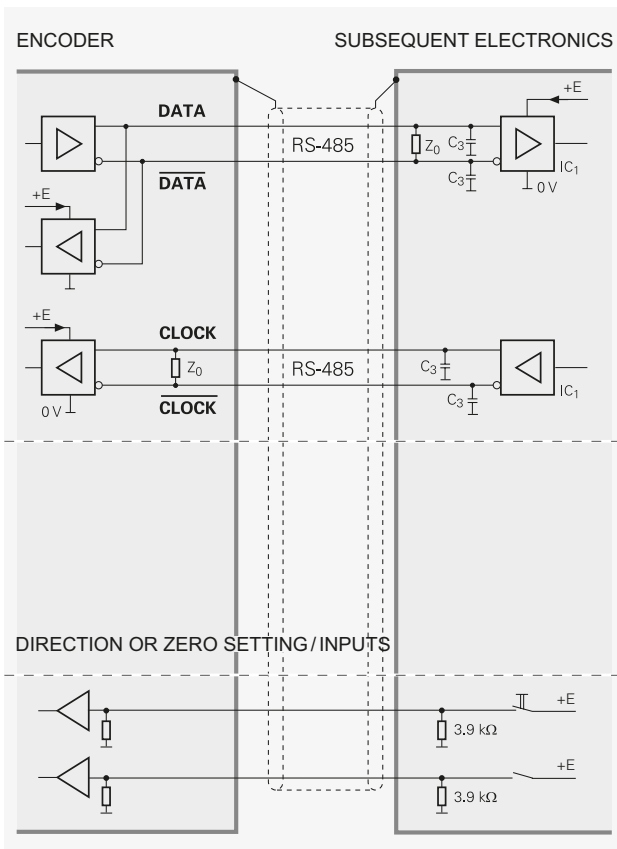 ENCODER
SUBSEQUENT ELECTRONICS
+E
DATA
RS-485
Z0
C3
IC1
DATA
C3
0 V
+E
+E
CLOCK
Z0
RS-485
C3
C3
IC1
0 V
CLOCK
DIRECTION OR ZERO SETTING / INPUTS
+E
3.9 kΩ
+E
3.9 kΩ